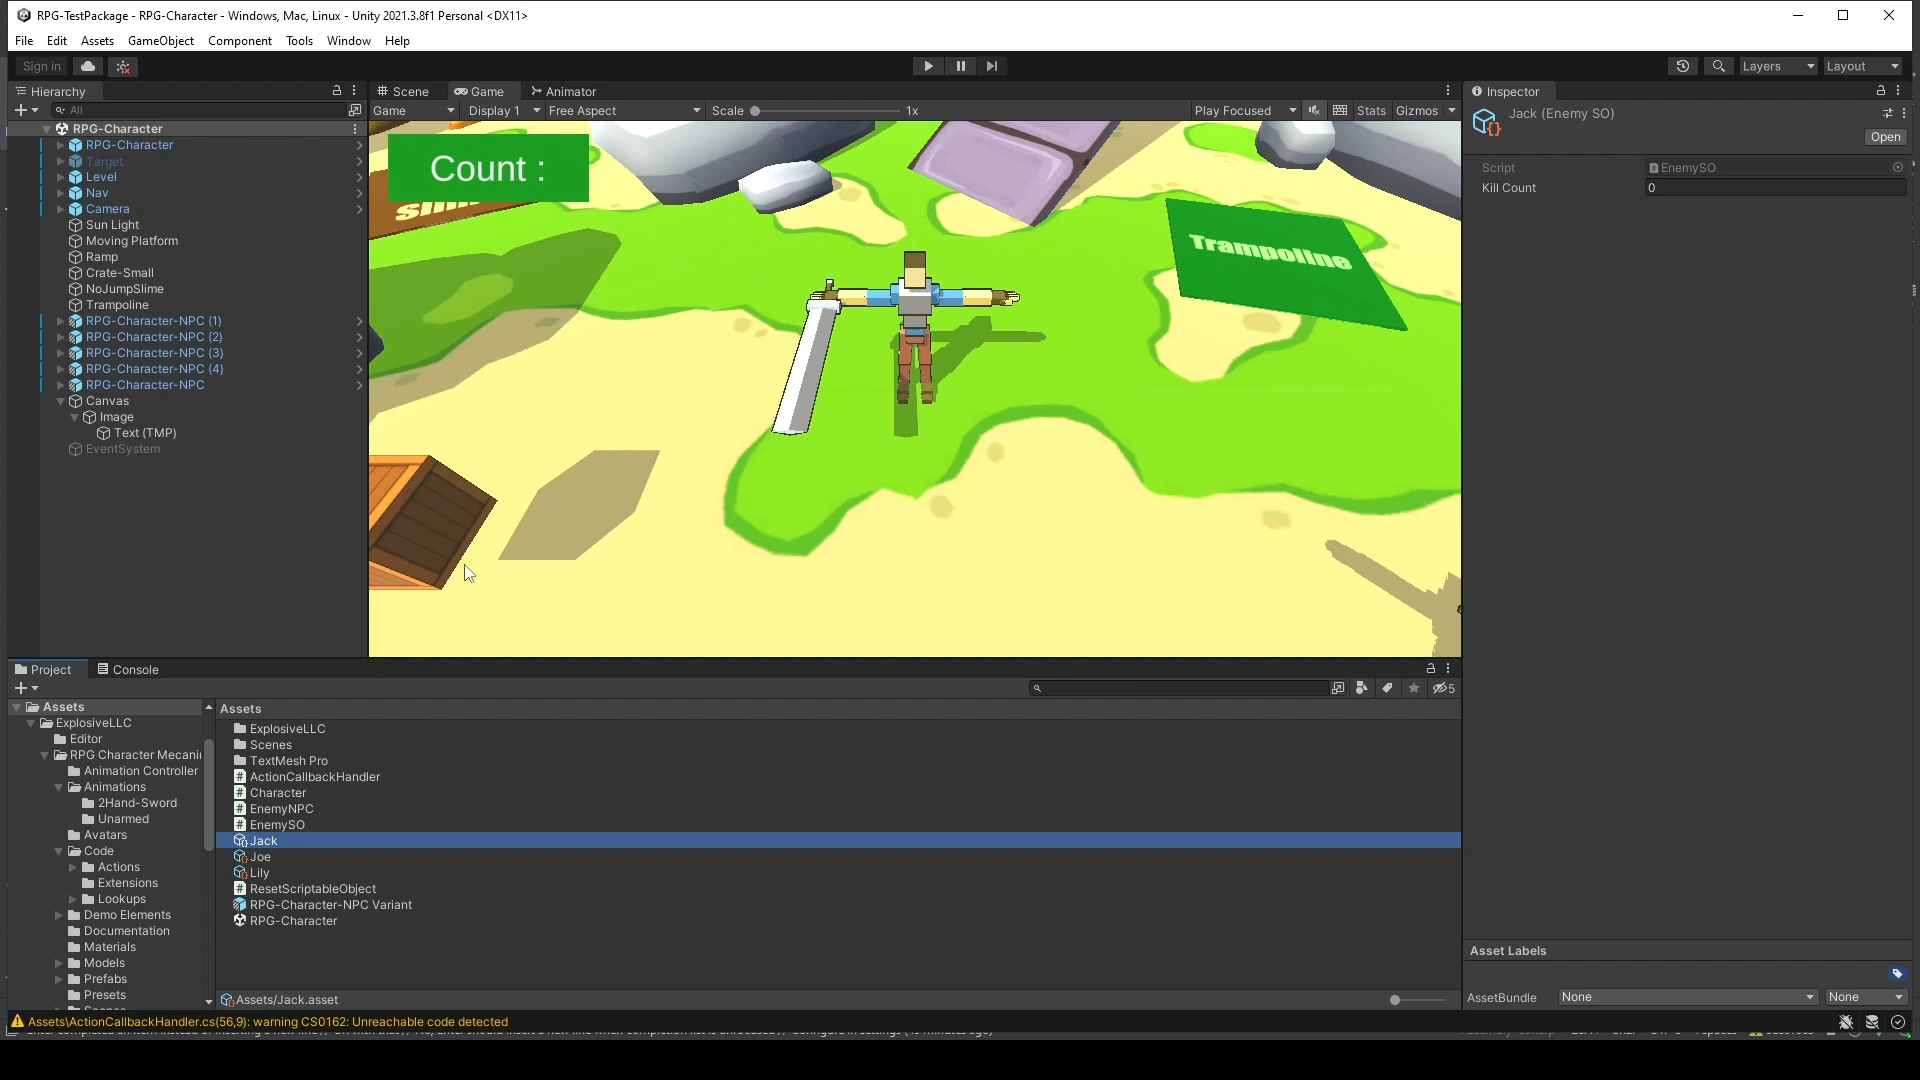 RPG-TestPackage - RPG-Character - Windows, Mac, Linux - Unity 2021.3.8f1 Personal <DX11>
File Edit Assets GameObject Component Tools Window Help
Sign in
Layers Layout
Hierarchy
All
RPG-Character
RPG-Character
Target
Level
Nav
Camera
Sun Light
Moving Platform
Ramp
Crate-Small
NoJumpSlime
Trampoline
RPG-Character-NPC (1)
RPG-Character-NPC (2)
RPG-Character-NPC (3)
RPG-Character-NPC (4)
RPG-Character-NPC
Canvas
Image
Text (TMP)
EventSystem
Scene Game Animator
Game Display 1 Free Aspect Scale 1x Play Focused Stats Gizmos
Count :
Trampoline
Inspector
Jack (Enemy SO)
Open
Script EnemySO
Kill Count 0
Asset Labels
AssetBundle None None
Project Console
5
Assets
ExplosiveLLC
Editor
RPG Character Mecani
Animation Controller
Animations
2Hand-Sword
Unarmed
Avatars
Code
Actions
Extensions
Lookups
Demo Elements
Documentation
Materials
Models
Prefabs
Presets
Assets
ExplosiveLLC
Scenes
TextMesh Pro
ActionCallbackHandler
Character
EnemyNPC
EnemySO
Jack
Joe
Lily
ResetScriptableObject
RPG-Character-NPC Variant
RPG-Character
Assets/Jack.asset
Assets\ActionCallbackHandler.cs(56,9): warning CS0162: Unreachable code detected